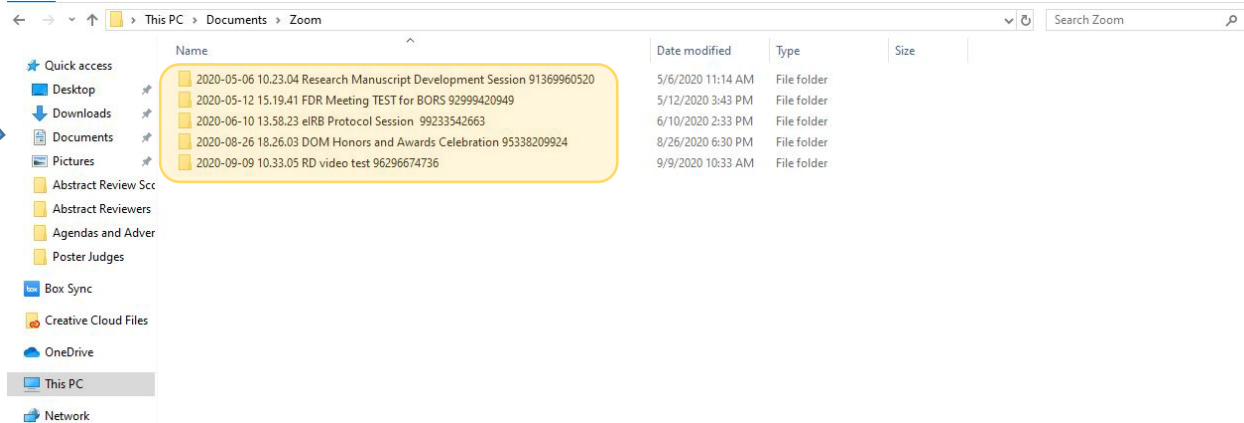 This PC > Documents > Zoom
Search Zoom
Name Date modified Type Size
Quick access
Desktop
Downloads
Documents
Pictures
Abstract Review Sco
Abstract Reviewers
Agendas and Adver
Poster Judges
box Box Sync
Creative Cloud Files
OneDrive
This PC
Network
2020-05-06 10.23.04 Research Manuscript Development Session 91369960520 5/6/2020 11:14 AM File folder
2020-05-12 15.19.41 FDR Meeting TEST for BORS 92999420949 5/12/2020 3:43 PM File folder
2020-06-10 13.58.23 eIRB Protocol Session 99233542663 6/10/2020 2:33 PM File folder
2020-08-26 18.26.03 DOM Honors and Awards Celebration 95338209924 8/26/2020 6:30 PM File folder
2020-09-09 10.33.05 RD video test 96296674736 9/9/2020 10:33 AM File folder